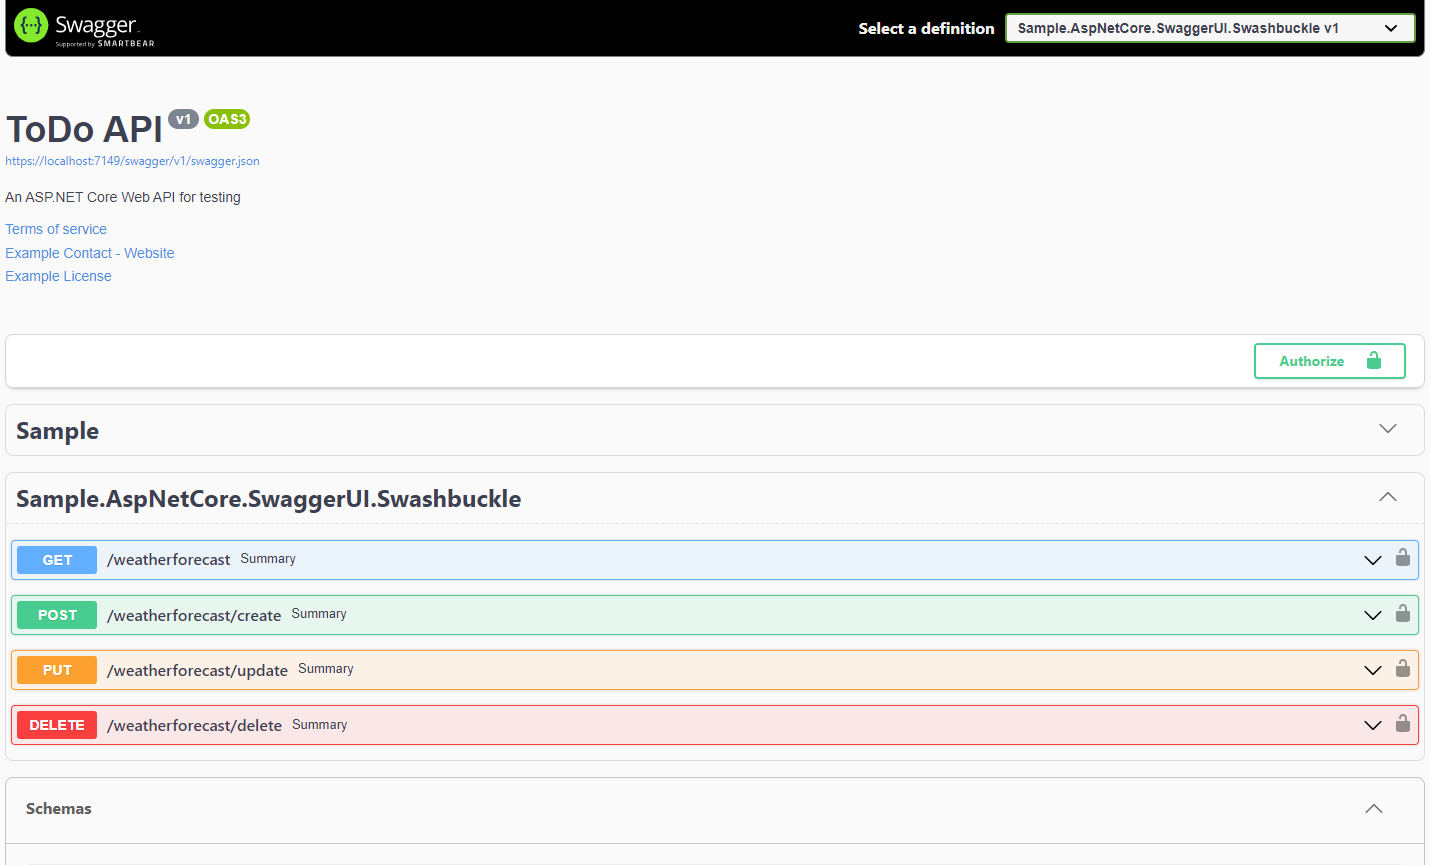 Swagger
Supported by SMARTBEAR
Select a definition
Sample.AspNetCore.SwaggerUI.Swashbuckle v1
ToDo API v1 OAS3
https://localhost:7149/swagger/v1/swagger.json
An ASP.NET Core Web API for testing
Terms of service
Example Contact - Website
Example License
Authorize
Sample
Sample.AspNetCore.SwaggerUI.Swashbuckle
GET /weatherforecast Summary
POST /weatherforecast/create Summary
PUT /weatherforecast/update Summary
DELETE /weatherforecast/delete Summary
Schemas